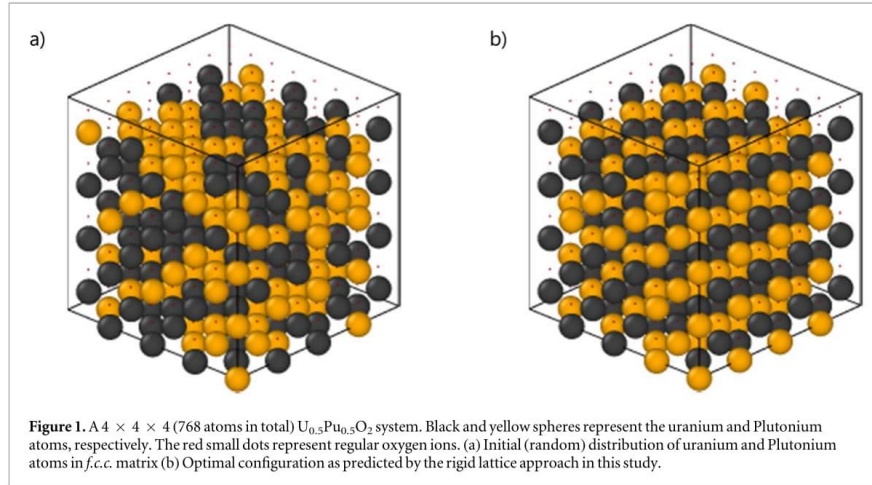 a)
b)
Figure 1. A 4 × 4 × 4 (768 atoms in total) U0.5Pu0.5O2 system. Black and yellow spheres represent the uranium and Plutonium
atoms, respectively. The red small dots represent regular oxygen ions. (a) Initial (random) distribution of uranium and Plutonium
atoms in f.c.c. matrix (b) Optimal configuration as predicted by the rigid lattice approach in this study.